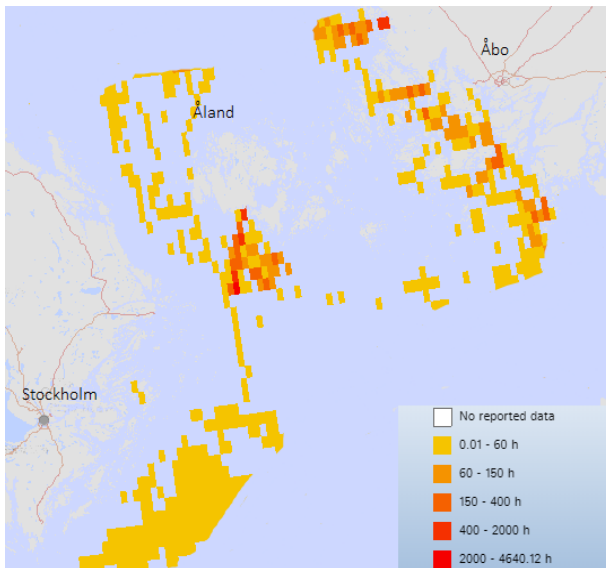 Åbo
Åland
Stockholm
No reported data
0.01 - 60 h
60 - 150 h
150 - 400 h
400 - 2000 h
2000 - 4640.12 h